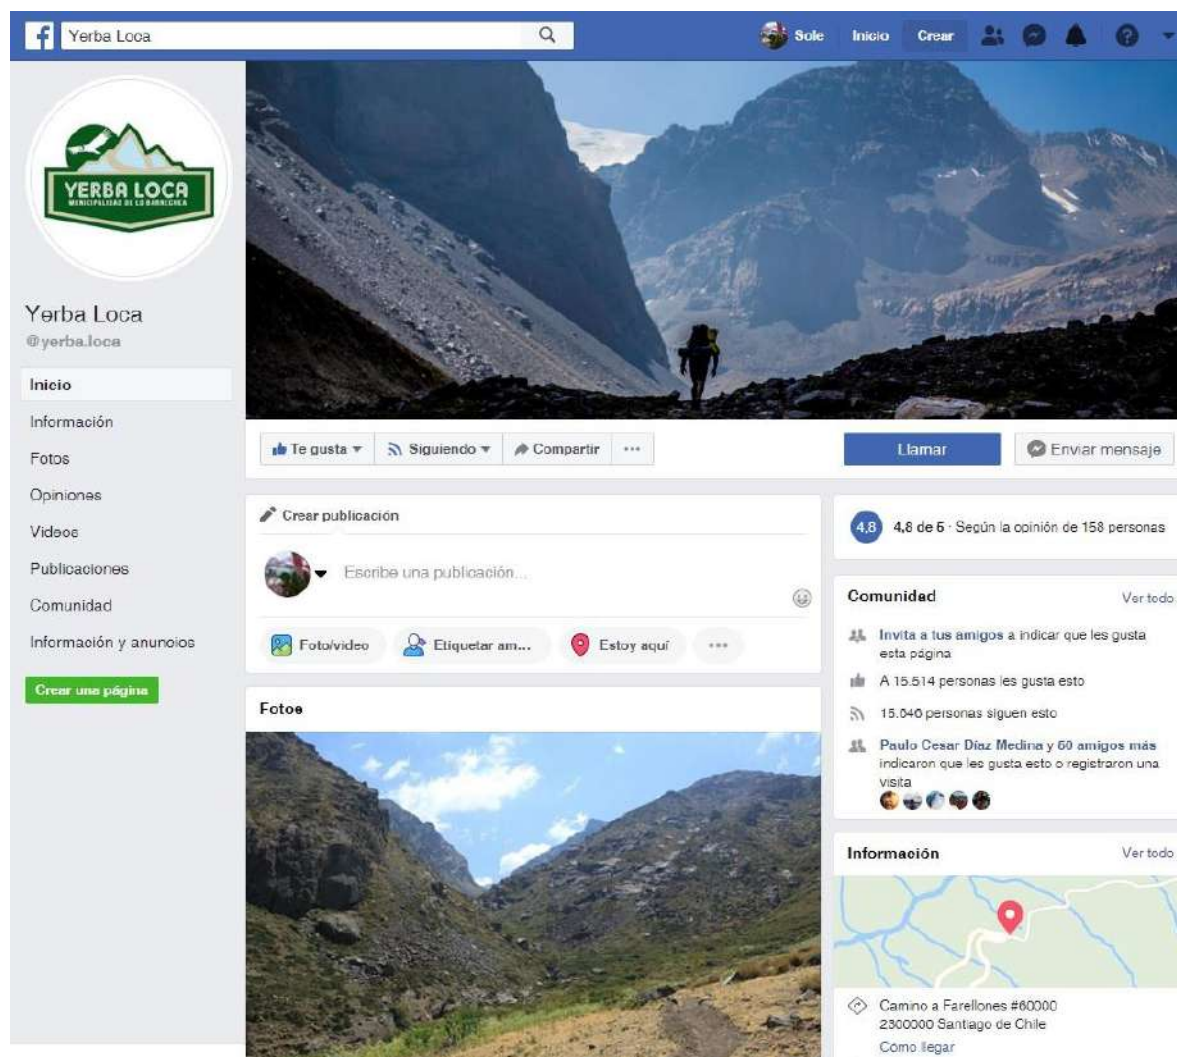 Yerba Loca
Sole
Inicio
Crear
YERBA LOCA
MUNICIPALIDAD DE LO BARNECHEA
Yerba Loca
@yerba.loca
Inicio
Información
Fotos
Opiniones
Videos
Publicaciones
Comunidad
Información y anuncios
Crear una página
Te gusta
Siguiendo
Compartir
Llamar
Enviar mensaje
Crear publicación
Escribe una publicación...
Foto/video
Etiquetar am...
Estoy aquí
Fotos
4,8
4,8 de 5 · Según la opinión de 158 personas
Comunidad
Ver todo
Invita a tus amigos a indicar que les gusta
esta página
A 15.514 personas les gusta esto
personas siguen esto
Paulo Cesar Díaz Medina y 60 amigos más
indicaron que les gusta esto o registraron una
visita
Información
Ver todo
Camino a Farellones #60000
2300000 Santiago de Chile
Cómo llegar